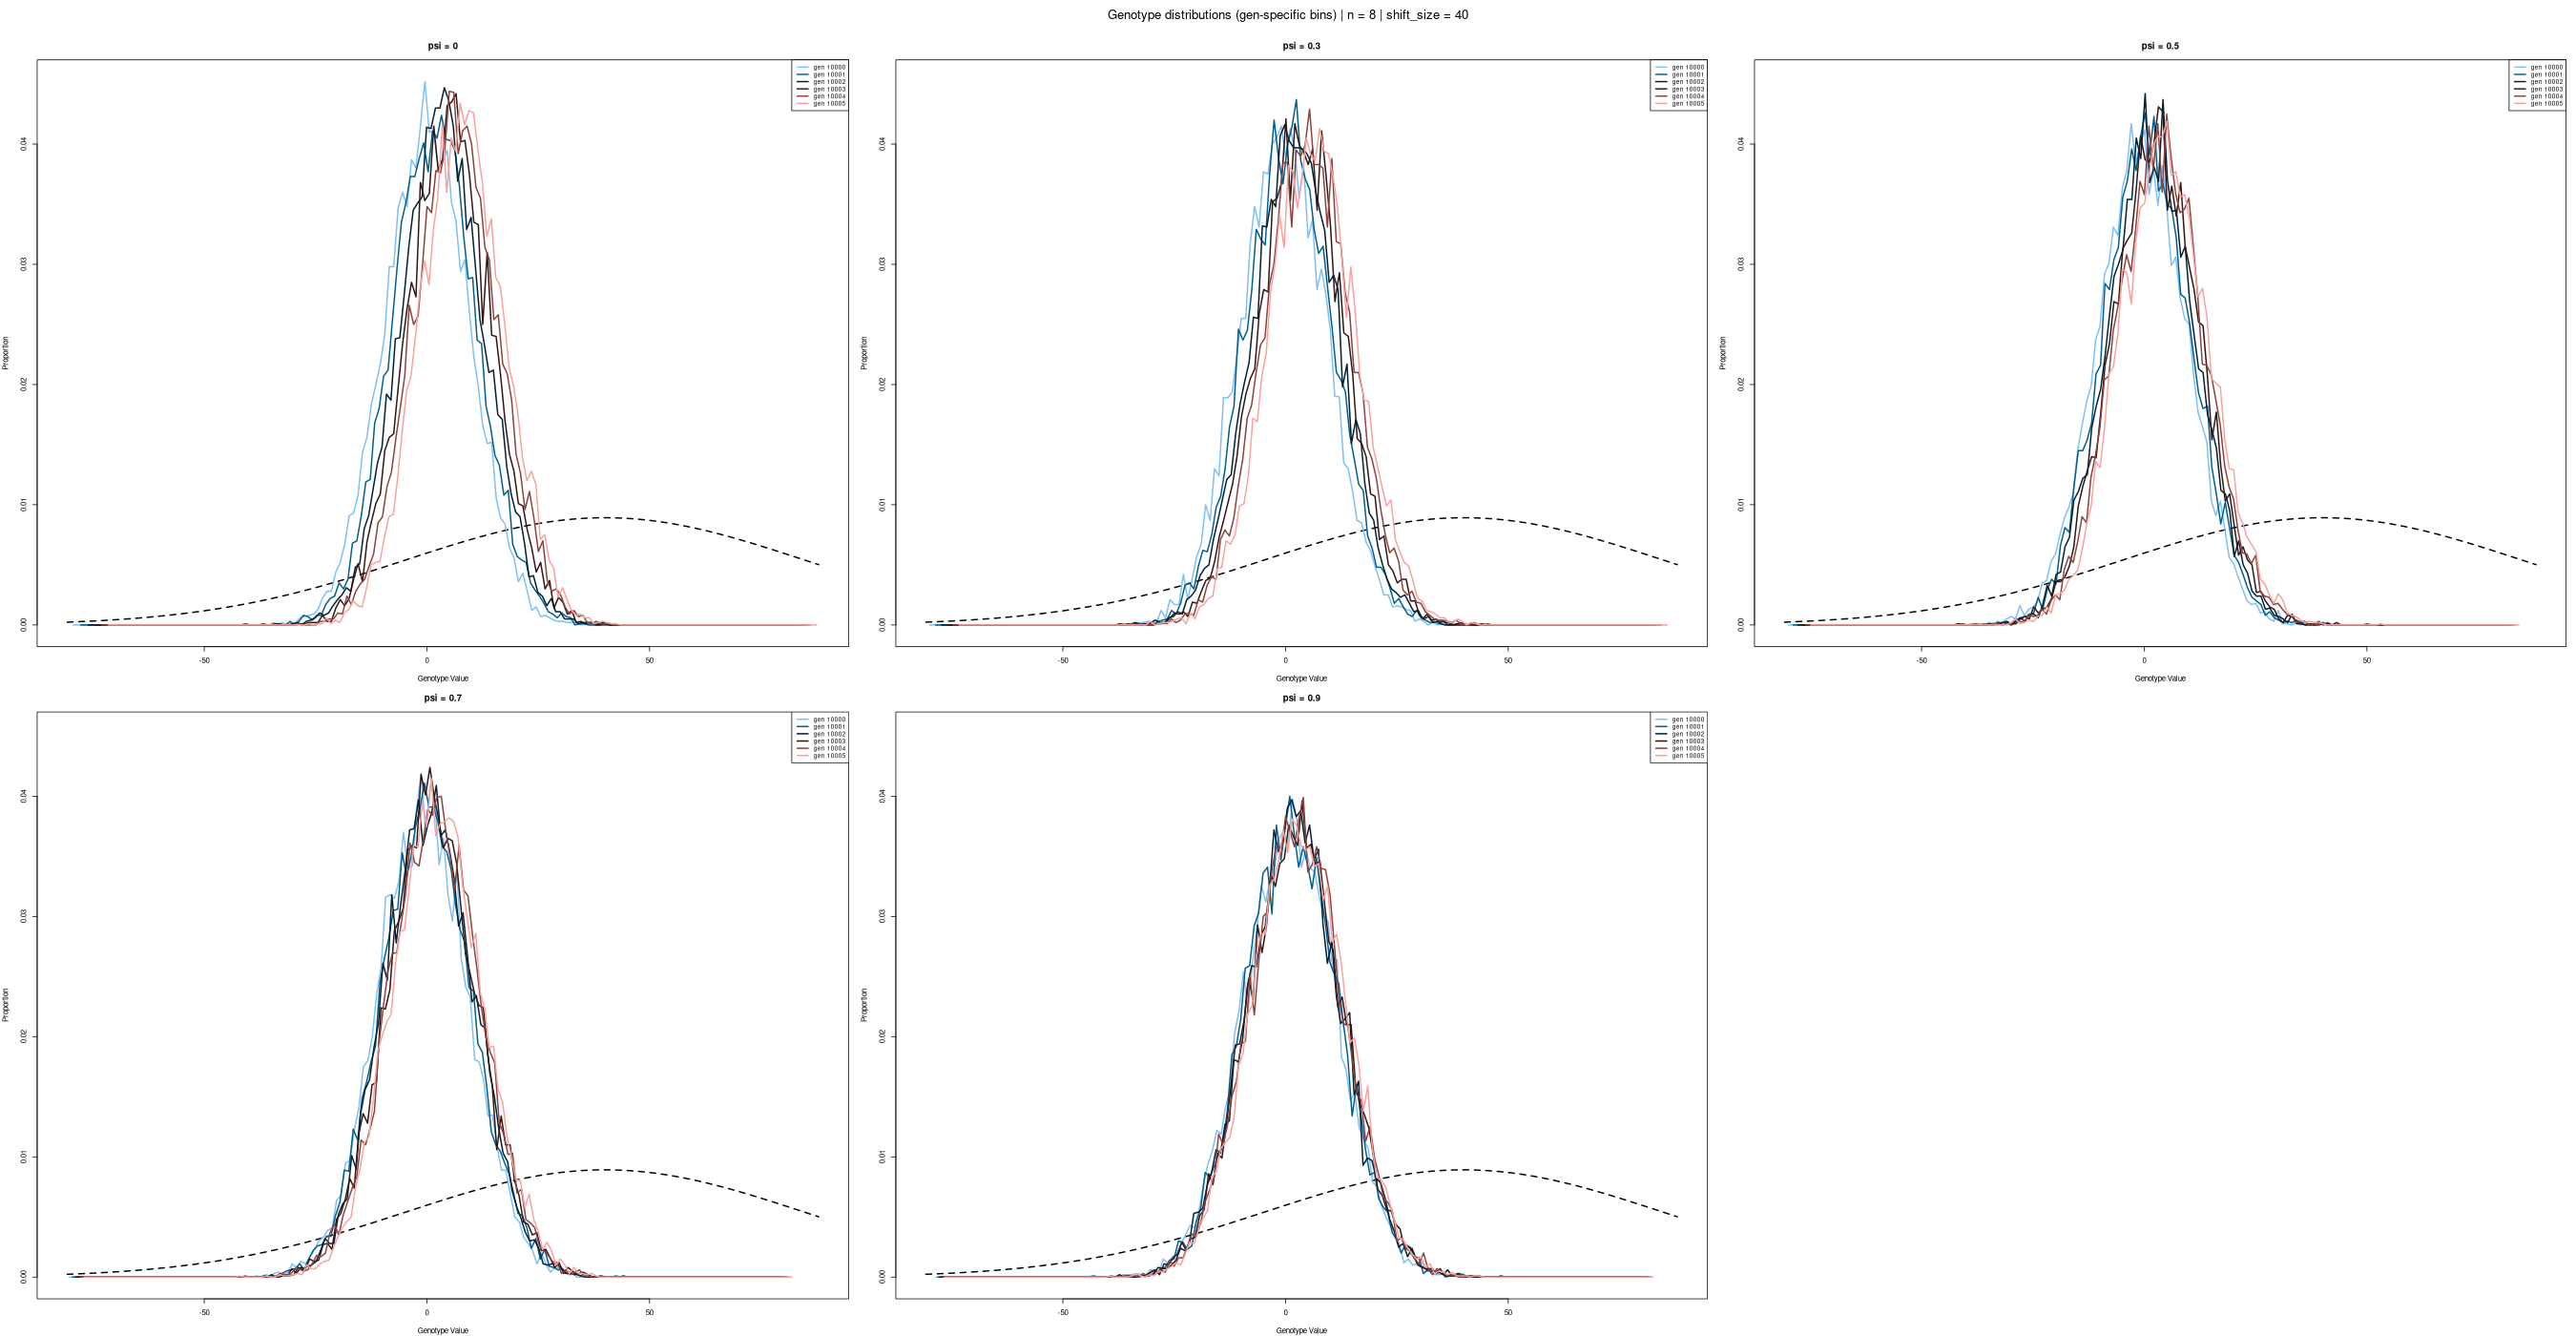 Genotype distributions (gen-specific bins) | n = 8 | shift_size = 40
psi = 0
gen 10000
gen 10001
gen 10002
gen 10003
gen 10004
gen 10005
Proportion
0.04
0.03
0.02
0.01
0.00
-50
0
50
Genotype Value
psi = 0.3
gen 10000
gen 10001
gen 10002
gen 10003
gen 10004
gen 10005
Proportion
0.04
0.03
0.02
0.01
0.00
-50
0
50
Genotype Value
psi = 0.5
gen 10000
gen 10001
gen 10002
gen 10003
gen 10004
gen 10005
Proportion
0.04
0.03
0.02
0.01
0.00
-50
0
50
Genotype Value
psi = 0.7
gen 10000
gen 10001
gen 10002
gen 10003
gen 10004
gen 10005
Proportion
0.04
0.03
0.02
0.01
0.00
-50
0
50
Genotype Value
psi = 0.9
gen 10000
gen 10001
gen 10002
gen 10003
gen 10004
gen 10005
Proportion
0.04
0.03
0.02
0.01
0.00
-50
0
50
Genotype Value